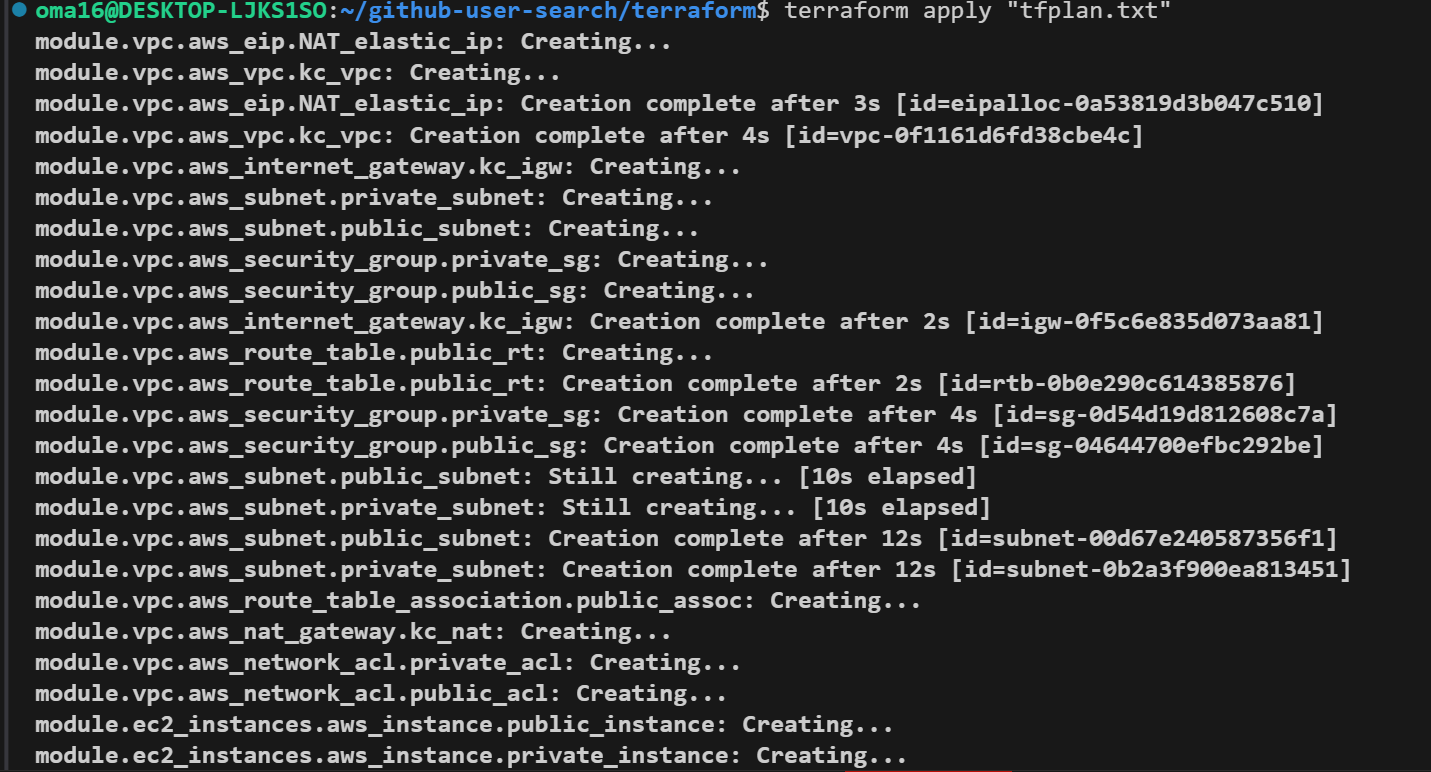 oma16@DESKTOP-LJKS1SO:~/github-user-search/terraform$ terraform apply "tfplan.txt"
module.vpc.aws_eip.NAT_elastic_ip: Creating...
module.vpc.aws_vpc.kc_vpc: Creating...
module.vpc.aws_eip.NAT_elastic_ip: Creation complete after 3s [id=eipalloc-0a53819d3b047c510]
module.vpc.aws_vpc.kc_vpc: Creation complete after 4s [id=vpc-0f1161d6fd38cbe4c]
module.vpc.aws_internet_gateway.kc_igw: Creating...
module.vpc.aws_subnet.private_subnet: Creating...
module.vpc.aws_subnet.public_subnet: Creating...
module.vpc.aws_security_group.private_sg: Creating...
module.vpc.aws_security_group.public_sg: Creating...
module.vpc.aws_internet_gateway.kc_igw: Creation complete after 2s [id=igw-0f5c6e835d073aa81]
module.vpc.aws_route_table.public_rt: Creating...
module.vpc.aws_route_table.public_rt: Creation complete after 2s [id=rtb-0b0e290c614385876]
module.vpc.aws_security_group.private_sg: Creation complete after 4s [id=sg-0d54d19d812608c7a]
module.vpc.aws_security_group.public_sg: Creation complete after 4s [id=sg-04644700efbc292be]
module.vpc.aws_subnet.public_subnet: Still creating... [10s elapsed]
module.vpc.aws_subnet.private_subnet: Still creating... [10s elapsed]
module.vpc.aws_subnet.public_subnet: Creation complete after 12s [id=subnet-00d67e240587356f1]
module.vpc.aws_subnet.private_subnet: Creation complete after 12s [id=subnet-0b2a3f900ea813451]
module.vpc.aws_route_table_association.public_assoc: Creating...
module.vpc.aws_nat_gateway.kc_nat: Creating...
module.vpc.aws_network_acl.private_acl: Creating...
module.vpc.aws_network_acl.public_acl: Creating...
module.ec2_instances.aws_instance.public_instance: Creating...
module.ec2_instances.aws_instance.private_instance: Creating...